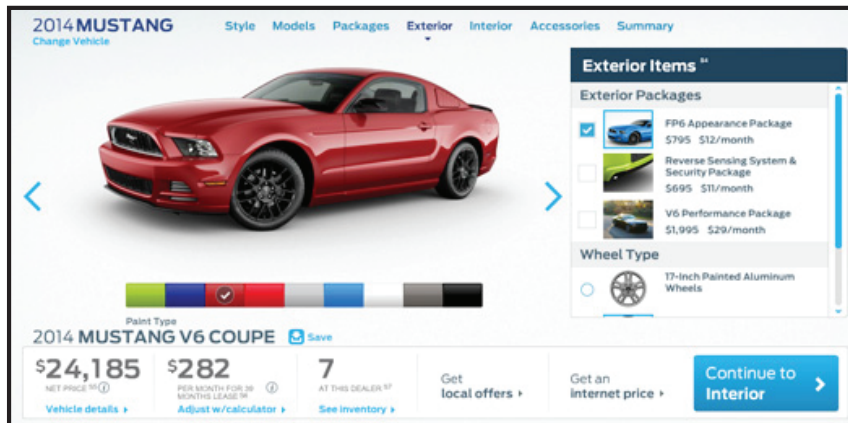 2014 MUSTANG
Change Vehicle
Style Models Packages Exterior Interior Accessories Summary
Exterior Items
Exterior Packages
FP6 Appearance Package
$795 $12/month
Reverse Sensing System &
Security Package
$695 $11/month
V6 Performance Package
$1,995 $29/month
Wheel Type
17-Inch Painted Aluminum
Wheels
Paint Type
2014 MUSTANG V6 COUPE Save
$24,185
NET PRICE
Vehicle details
$282
PER MONTH FOR
MONTHS LEASE
Adjust w/calculator
7
AT THIS DEALER
See inventory
Get
local offers
Get an
internet price
Continue to
Interior